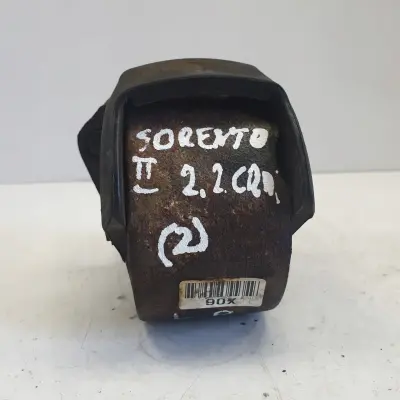 SORENTO
II 2.2 CRDI
(2)
80X